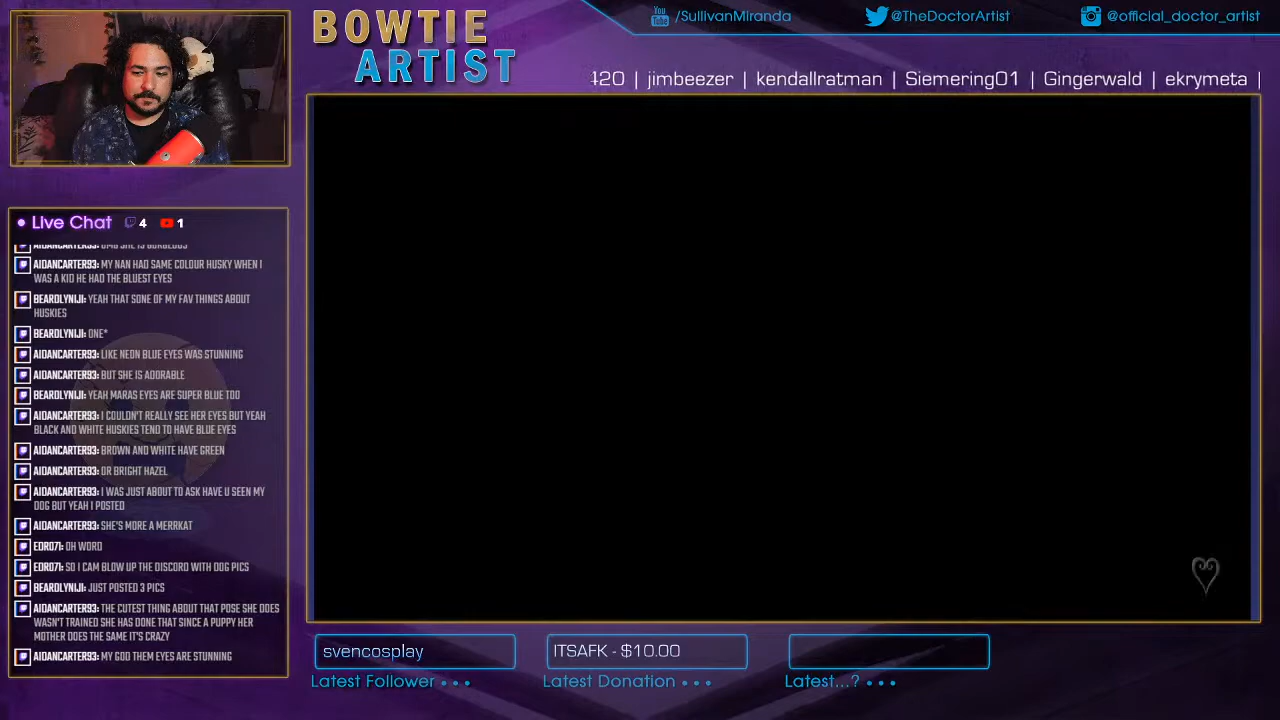 BOWTIE
ARTIST
/SullivanMiranda
@TheDoctorArtist
@official_doctor_artist
420 | jimbeezer | kendallratman | Siemering01 | Gingerwald | ekrymeta |
Live Chat 4 1
AIDANCARTER93: OMG SHE IS GORGEOUS
AIDANCARTER93: MY NAN HAD SAME COLOUR HUSKY WHEN I
WAS A KID HE HAD THE BLUEST EYES
BEARDLYNIJI: YEAH THAT SONE OF MY FAV THINGS ABOUT
HUSKIES
BEARDLYNIJI: ONE*
AIDANCARTER93: LIKE NEON BLUE EYES WAS STUNNING
AIDANCARTER93: BUT SHE IS ADORABLE
BEARDLYNIJI: YEAH MARAS EYES ARE SUPER BLUE TOO
AIDANCARTER93: I COULDN'T REALLY SEE HER EYES BUT YEAH
BLACK AND WHITE HUSKIES TEND TO HAVE BLUE EYES
AIDANCARTER93: BROWN AND WHITE HAVE GREEN
AIDANCARTER93: OR BRIGHT HAZEL
AIDANCARTER93: I WAS JUST ABOUT TO ASK HAVE U SEEN MY
DOG BUT YEAH I POSTED
AIDANCARTER93: SHE'S MORE A MERRKAT
EDR071: OH WORD
EDR071: SO I CAM BLOW UP THE DISCORD WITH DOG PICS
BEARDLYNIJI: JUST POSTED 3 PICS
AIDANCARTER93: THE CUTEST THING ABOUT THAT POSE SHE DOES
WASN'T TRAINED SHE HAS DONE THAT SINCE A PUPPY HER
MOTHER DOES THE SAME IT'S CRAZY
AIDANCARTER93: MY GOD THEM EYES ARE STUNNING
svencosplay
Latest Follower •••
ITSAFK - $10.00
Latest Donation •••
Latest...? •••